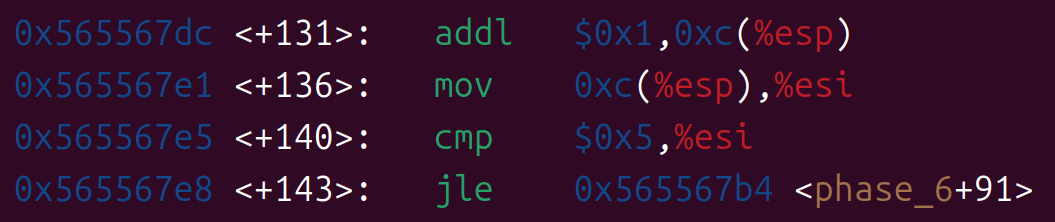 0x565567dc <+131>: addl $0x1,0xc(%esp)
0x565567e1 <+136>: mov 0xc(%esp),%esi
0x565567e5 <+140>: cmp $0x5,%esi
0x565567e8 <+143>: jle 0x565567b4 <phase_6+91>